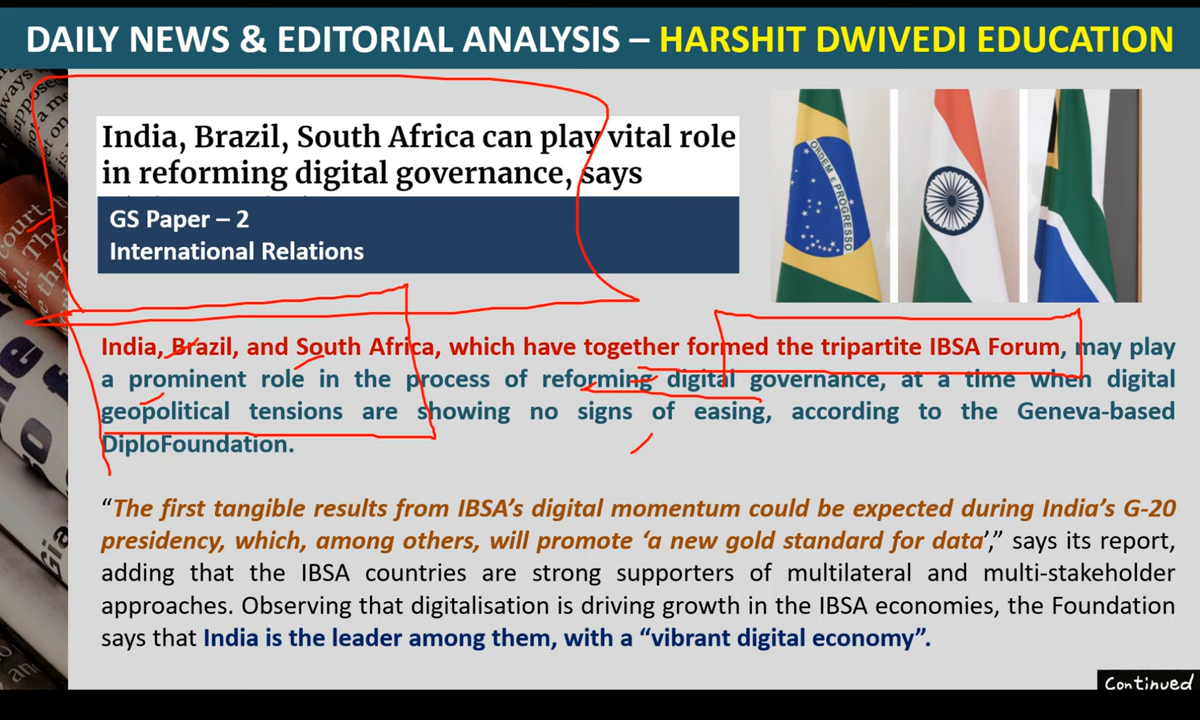 DAILY NEWS & EDITORIAL ANALYSIS – HARSHIT DWIVEDI EDUCATION
India, Brazil, South Africa can play vital role
in reforming digital governance, says
GS Paper – 2
International Relations
ORDEM E PROGRESSO
India, Brazil, and South Africa, which have together formed the tripartite IBSA Forum, may play
a prominent role in the process of reforming digital governance, at a time when digital
geopolitical tensions are showing no signs of easing, according to the Geneva-based
DiploFoundation.
“The first tangible results from IBSA’s digital momentum could be expected during India’s G-20
presidency, which, among others, will promote ‘a new gold standard for data’,” says its report,
adding that the IBSA countries are strong supporters of multilateral and multi-stakeholder
approaches. Observing that digitalisation is driving growth in the IBSA economies, the Foundation
says that India is the leader among them, with a “vibrant digital economy”.
Continued